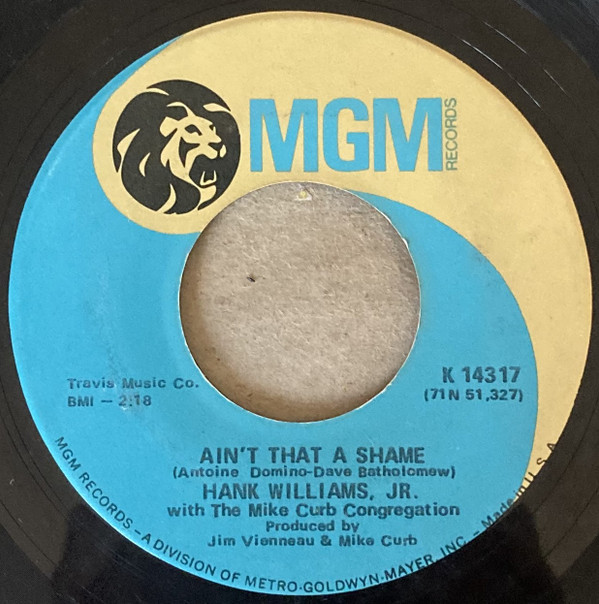 MGM
RECORDS
Travis Music Co.
BMI — 2:18
K 14317
(71N 51,327)
AIN'T THAT A SHAME
(Antoine Domino-Dave Batholomew)
HANK WILLIAMS, JR.
with The Mike Curb Congregation
Produced by
Jim Vienneau & Mike Curb
MGM RECORDS – A DIVISION OF METRO-GOLDWYN-MAYER, INC. – Made in U.S.A.